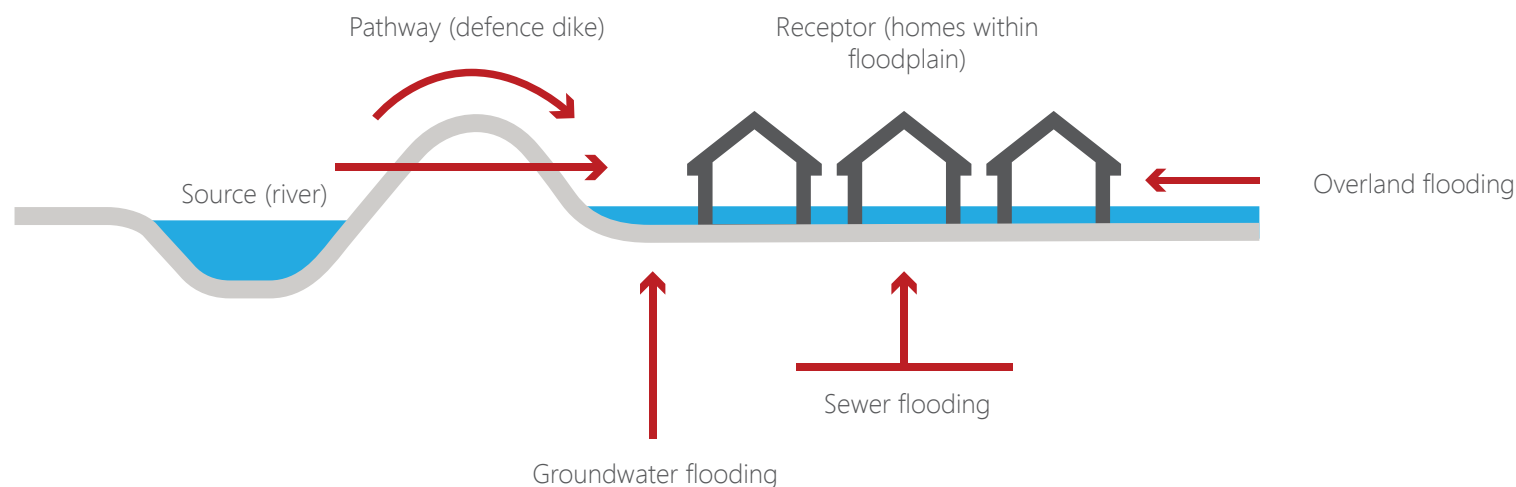 Pathway (defence dike)
Receptor (homes within
floodplain)
Source (river)
Overland flooding
Sewer flooding
Groundwater flooding